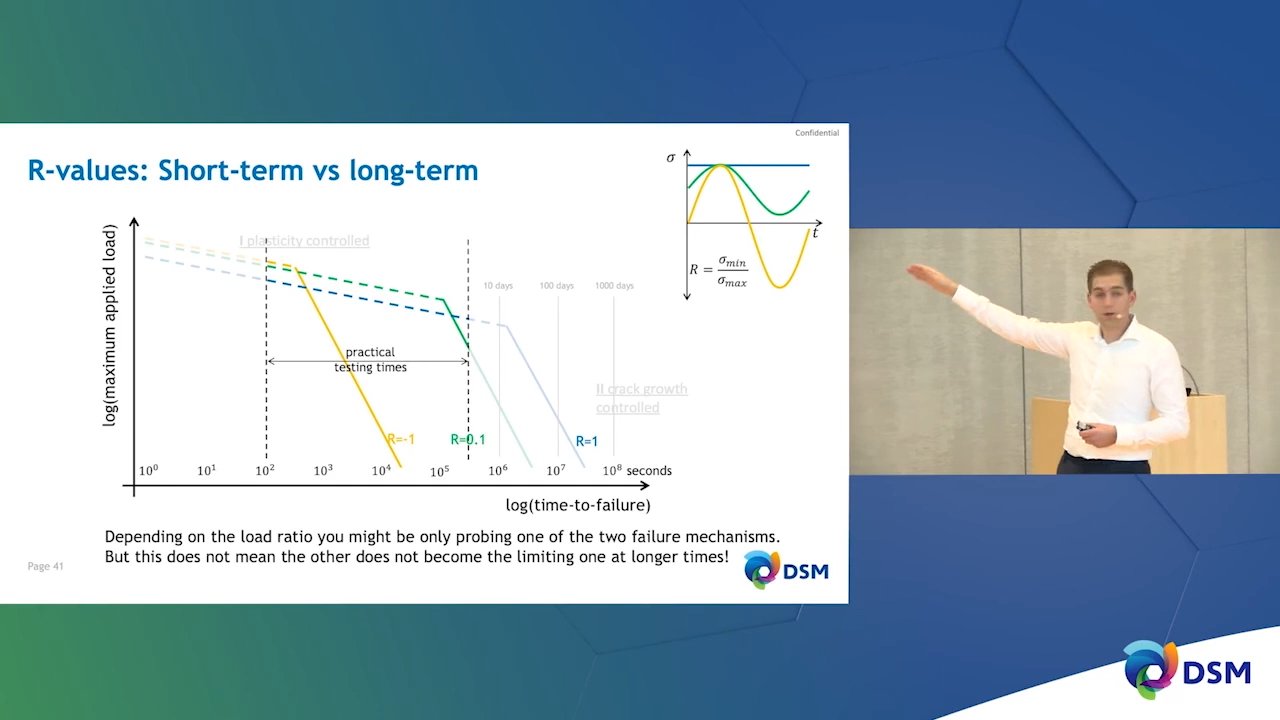 Confidential
R-values: Short-term vs long-term
σ
t
R = σmin / σmax
log(maximum applied load)
I plasticity controlled
10 days
100 days
1000 days
practical
testing times
II crack growth
controlled
R=-1
R=0.1
R=1
10⁰ 10¹ 10² 10³ 10⁴ 10⁵ 10⁶ 10⁷ 10⁸ seconds
log(time-to-failure)
Depending on the load ratio you might be only probing one of the two failure mechanisms.
But this does not mean the other does not become the limiting one at longer times!
Page 41
DSM
DSM